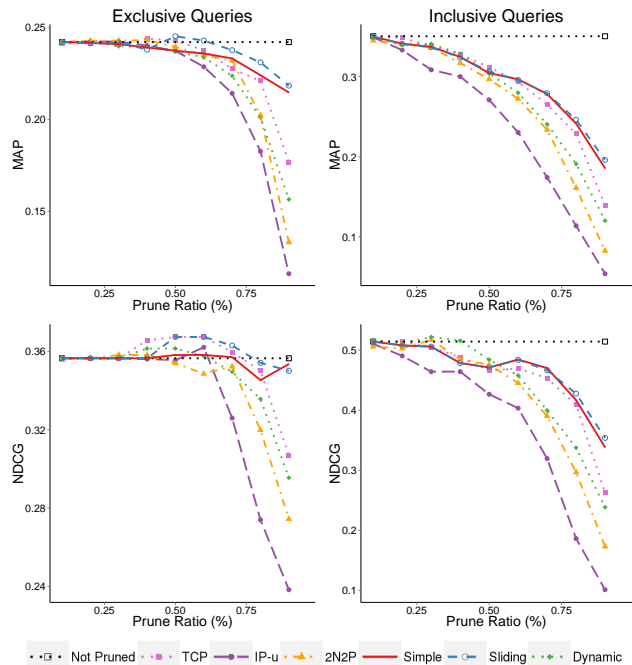 Exclusive Queries
Inclusive Queries
0.25
0.20
0.15
MAP
0.25 0.50 0.75
Prune Ratio (%)
0.3
0.2
0.1
MAP
0.25 0.50 0.75
Prune Ratio (%)
0.36
0.32
0.28
0.24
NDCG
0.25 0.50 0.75
Prune Ratio (%)
0.5
0.4
0.3
0.2
0.1
NDCG
0.25 0.50 0.75
Prune Ratio (%)
Not Pruned TCP IP-u 2N2P Simple Sliding Dynamic